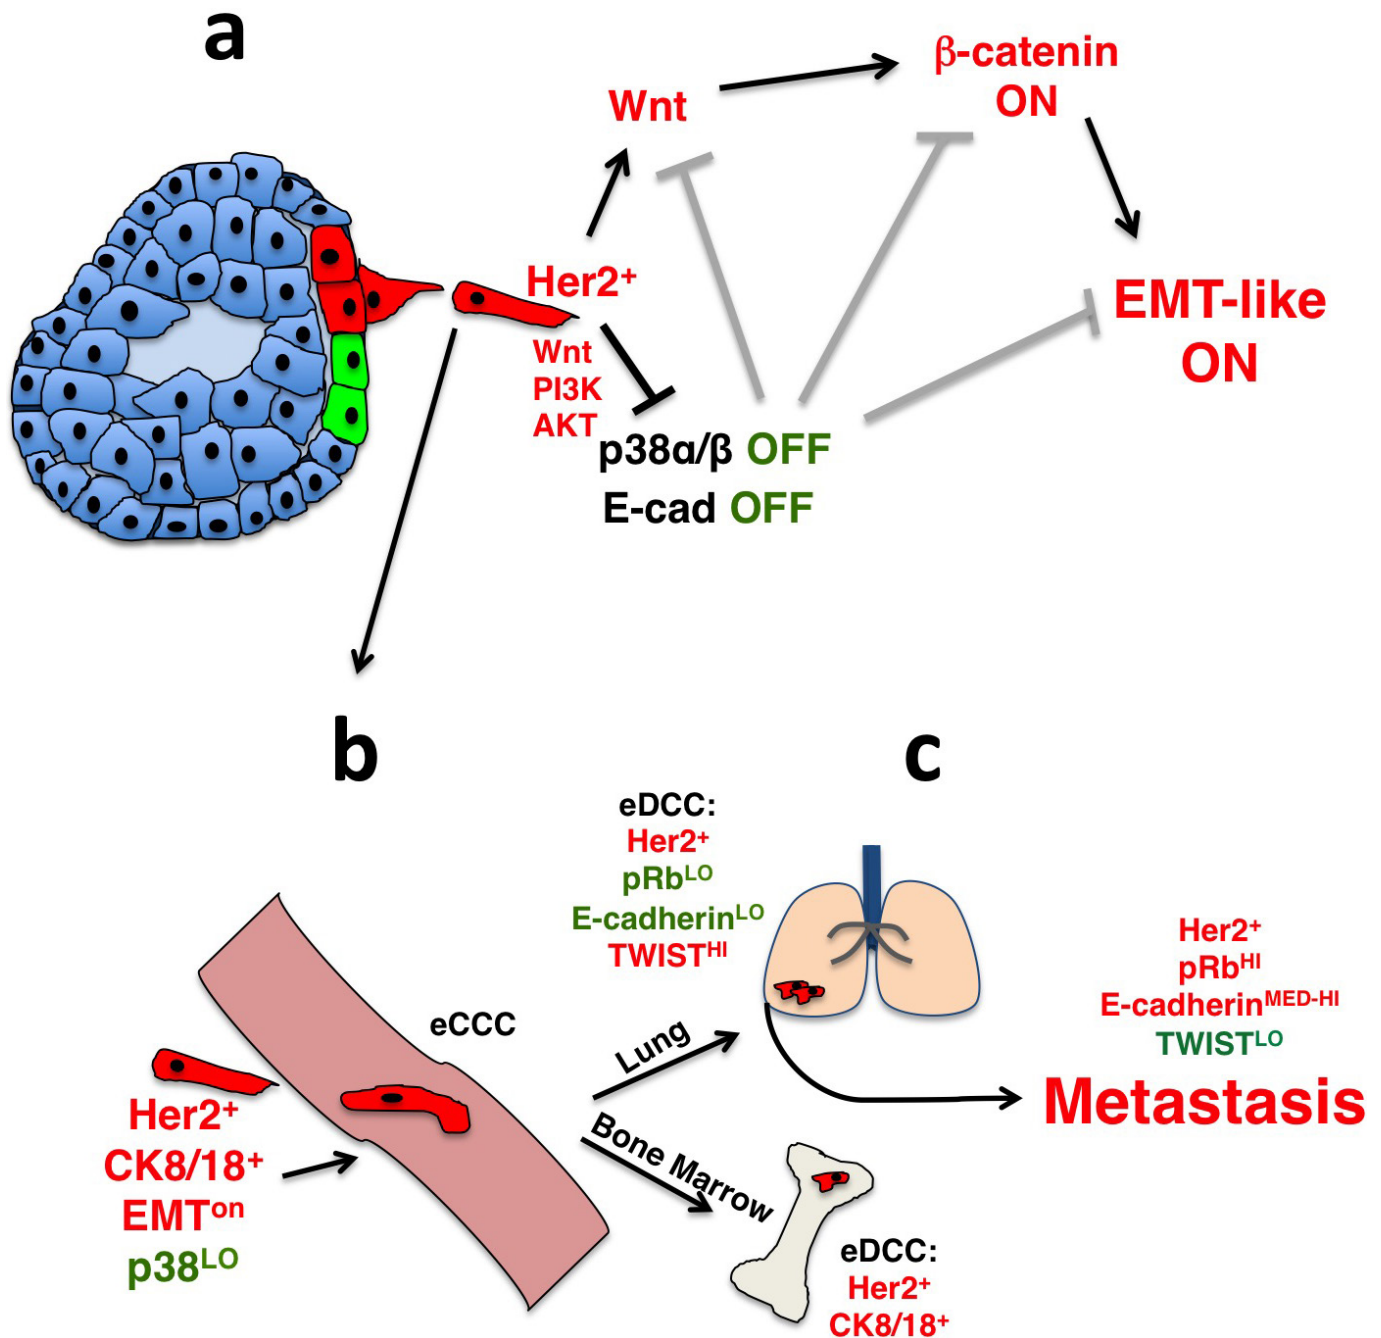 a
Wnt
β-catenin
ON
Her2⁺
Wnt
PI3K
AKT
EMT-like
ON
p38α/β OFF
E-cad OFF
b
eCCC
Her2⁺
CK8/18⁺
EMTᵒⁿ
p38ᴸᴼ
c
eDCC:
Her2⁺
pRbᴸᴼ
E-cadherinᴸᴼ
TWISTᴴᴵ
Lung
Bone Marrow
eDCC:
Her2⁺
CK8/18⁺
Her2⁺
pRbᴴᴵ
E-cadherinᴹᴱᴰ⁻ᴴᴵ
TWISTᴸᴼ
Metastasis